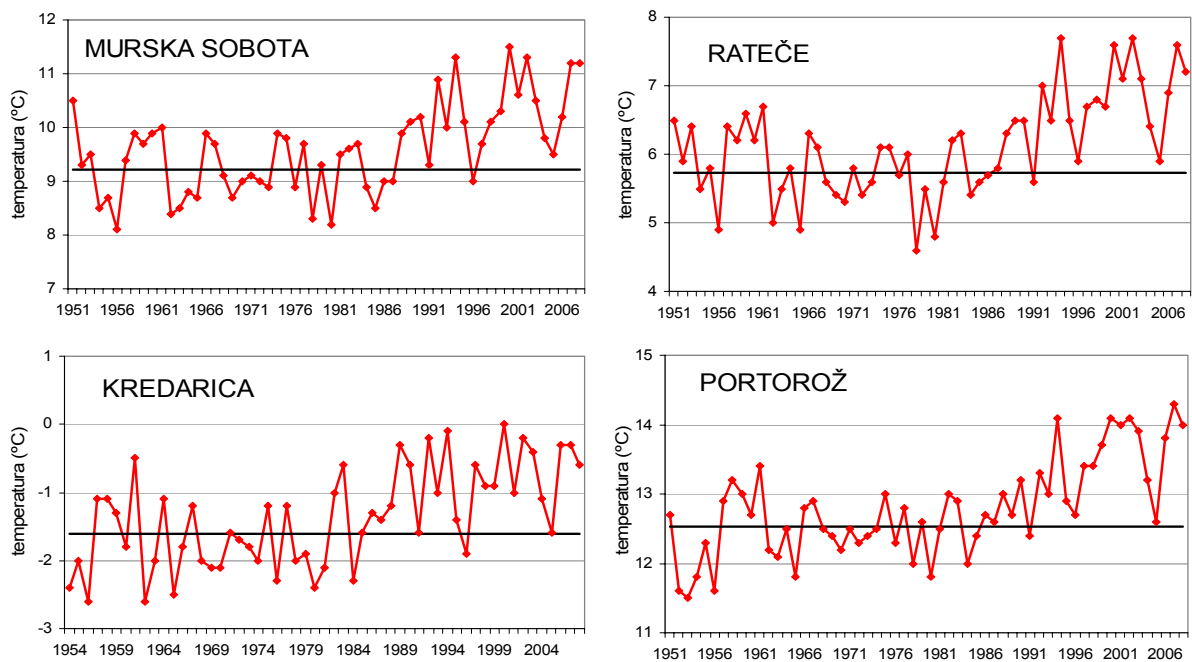 MURSKA SOBOTA
temperatura (°C)
12
11
10
9
8
7
1951 1956 1961 1966 1971 1976 1981 1986 1991 1996 2001 2006
RATEČE
temperatura (°C)
8
7
6
5
4
1951 1956 1961 1966 1971 1976 1981 1986 1991 1996 2001 2006
KREDARICA
temperatura (°C)
1
0
-1
-2
-3
1954 1959 1964 1969 1974 1979 1984 1989 1994 1999 2004
PORTOROŽ
temperatura (°C)
15
14
13
12
11
1951 1956 1961 1966 1971 1976 1981 1986 1991 1996 2001 2006